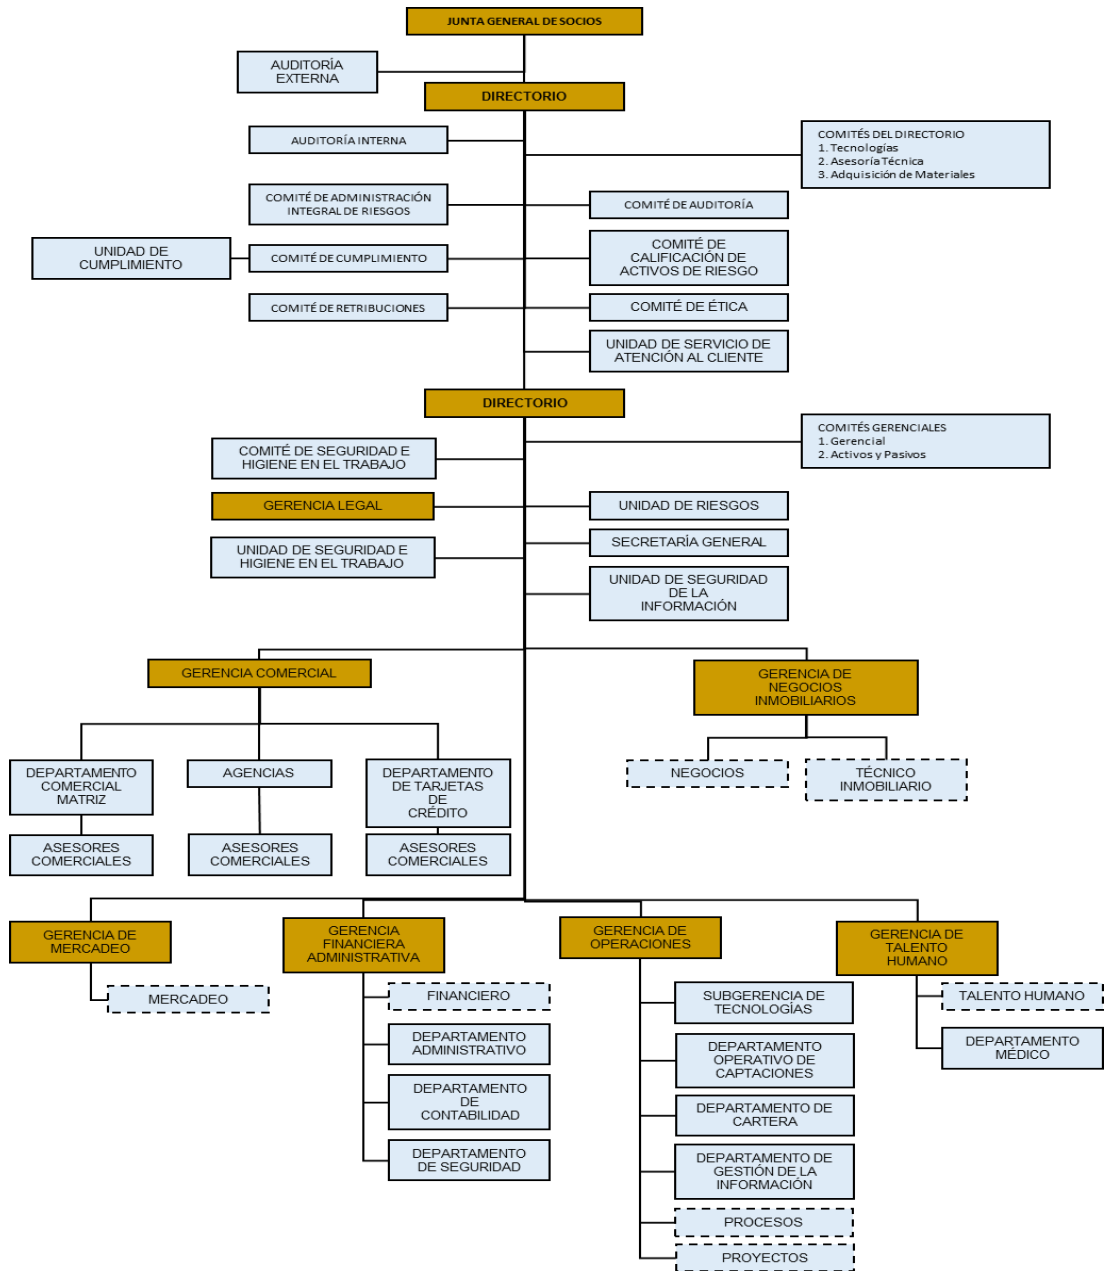 JUNTA GENERAL DE SOCIOS
AUDITORÍA
EXTERNA
DIRECTORIO
AUDITORÍA INTERNA
COMITÉS DEL DIRECTORIO
1. Tecnologías
2. Asesoría Técnica
3. Adquisición de Materiales
COMITÉ DE ADMINISTRACIÓN
INTEGRAL DE RIESGOS
COMITÉ DE AUDITORÍA
UNIDAD DE
CUMPLIMIENTO
COMITÉ DE CUMPLIMIENTO
COMITÉ DE
CALIFICACIÓN DE
ACTIVOS DE RIESGO
COMITÉ DE RETRIBUCIONES
COMITÉ DE ÉTICA
UNIDAD DE SERVICIO DE
ATENCIÓN AL CLIENTE
DIRECTORIO
COMITÉS GERENCIALES
1. Gerencial
2. Activos y Pasivos
COMITÉ DE SEGURIDAD E
HIGIENE EN EL TRABAJO
GERENCIA LEGAL
UNIDAD DE RIESGOS
UNIDAD DE SEGURIDAD E
HIGIENE EN EL TRABAJO
SECRETARÍA GENERAL
UNIDAD DE SEGURIDAD
DE LA
INFORMACIÓN
GERENCIA COMERCIAL
GERENCIA DE
NEGOCIOS
INMOBILIARIOS
DEPARTAMENTO
COMERCIAL
MATRIZ
AGENCIAS
DEPARTAMENTO
DE TARJETAS
DE
CRÉDITO
NEGOCIOS
TÉCNICO
INMOBILIARIO
ASESORES
COMERCIALES
ASESORES
COMERCIALES
ASESORES
COMERCIALES
GERENCIA DE
MERCADEO
GERENCIA
FINANCIERA
ADMINISTRATIVA
GERENCIA DE
OPERACIONES
GERENCIA DE
TALENTO
HUMANO
MERCADEO
FINANCIERO
DEPARTAMENTO
ADMINISTRATIVO
DEPARTAMENTO
DE
CONTABILIDAD
DEPARTAMENTO
DE SEGURIDAD
SUBGERENCIA DE
TECNOLOGÍAS
DEPARTAMENTO
OPERATIVO DE
CAPTACIONES
DEPARTAMENTO DE
CARTERA
DEPARTAMENTO DE
GESTIÓN DE LA
INFORMACIÓN
PROCESOS
PROYECTOS
TALENTO HUMANO
DEPARTAMENTO
MÉDICO